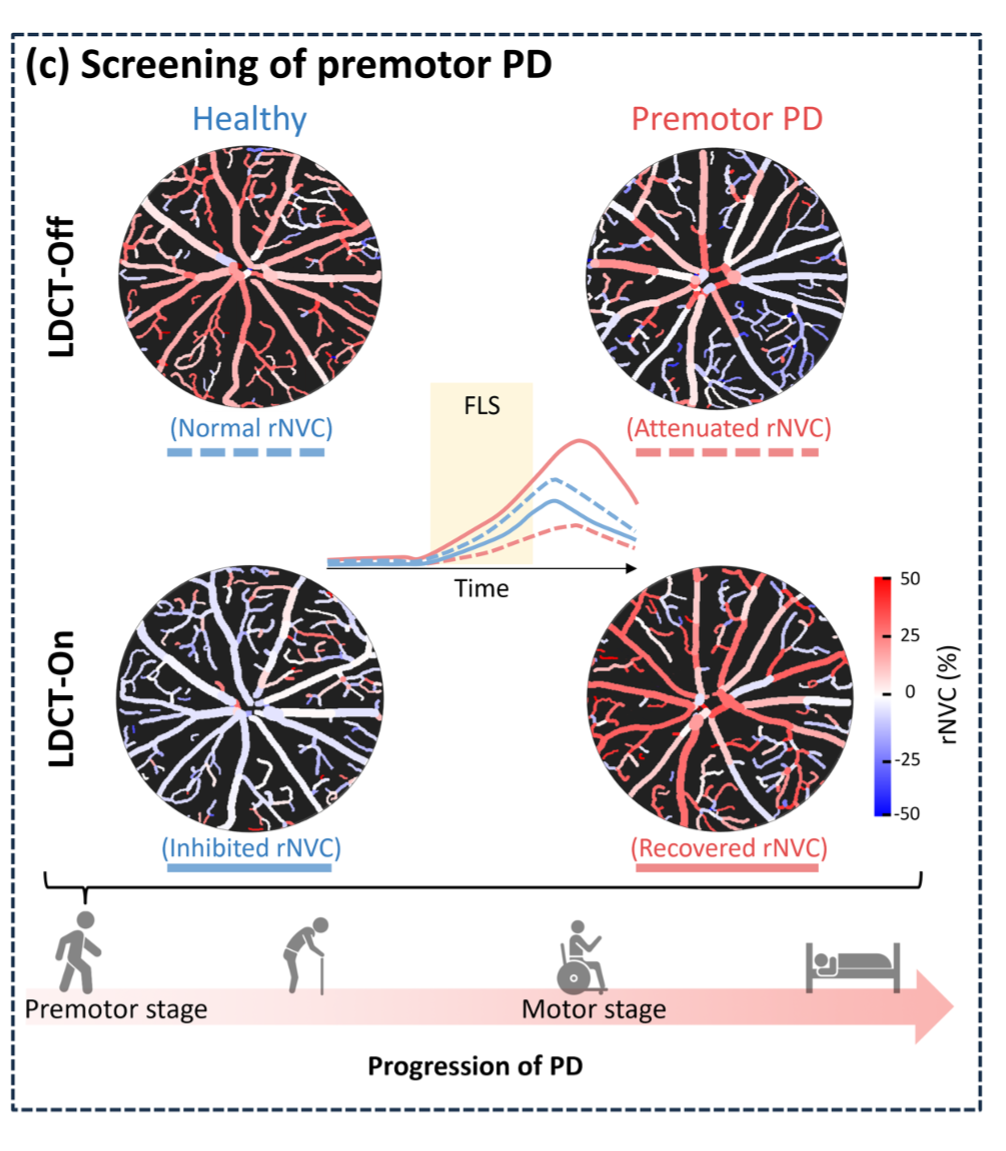 (c) Screening of premotor PD
Healthy
Premotor PD
LDCT-Off
(Normal rNVC)
(Attenuated rNVC)
FLS
Time
LDCT-On
50
25
0
-25
-50
rNVC (%)
(Inhibited rNVC)
(Recovered rNVC)
Premotor stage
Motor stage
Progression of PD